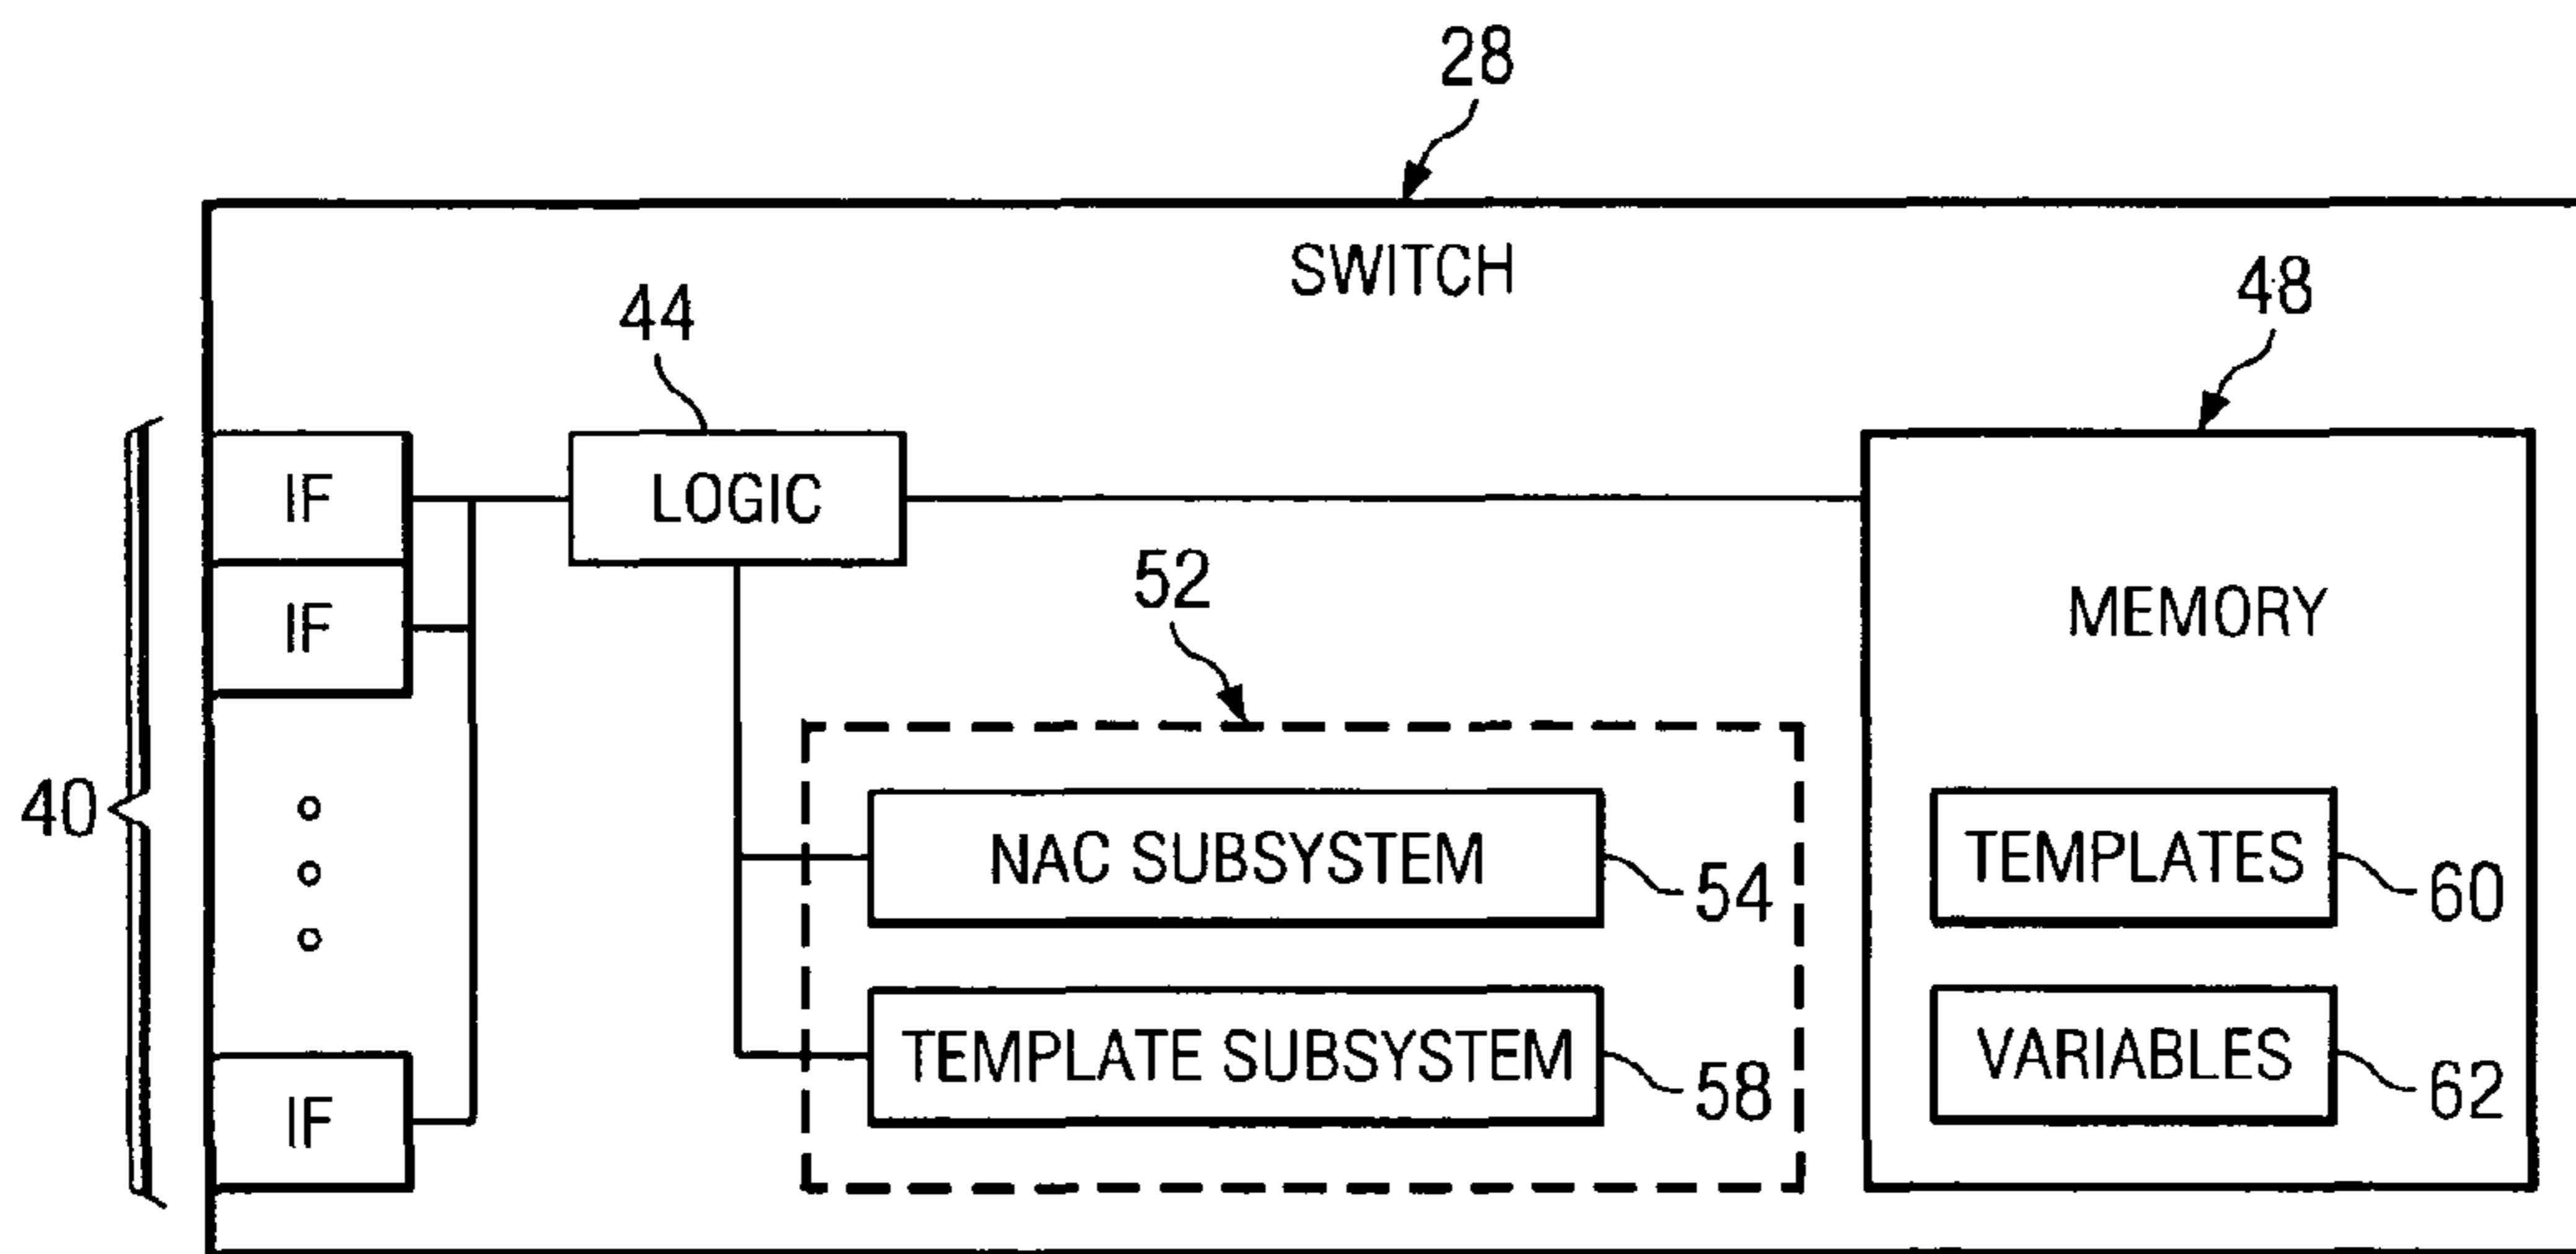 28
SWITCH
48
44
IF
LOGIC
52
IF
MEMORY
40
NAC SUBSYSTEM
54
TEMPLATES
60
TEMPLATE SUBSYSTEM
58
VARIABLES
62
IF